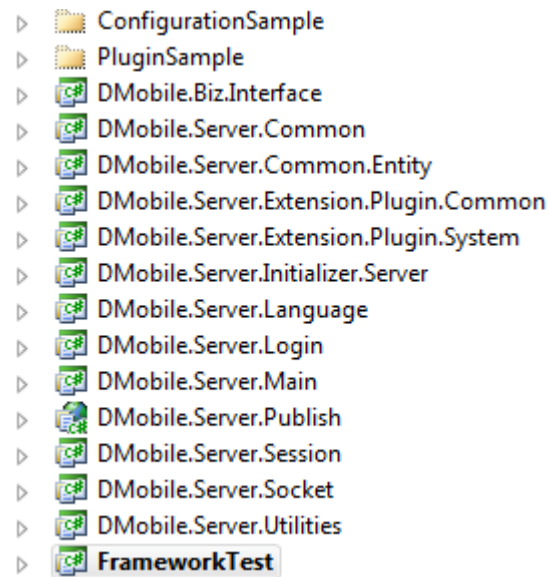 ConfigurationSample
PluginSample
DMobile.Biz.Interface
DMobile.Server.Common
DMobile.Server.Common.Entity
DMobile.Server.Extension.Plugin.Common
DMobile.Server.Extension.Plugin.System
DMobile.Server.Initializer.Server
DMobile.Server.Language
DMobile.Server.Login
DMobile.Server.Main
DMobile.Server.Publish
DMobile.Server.Session
DMobile.Server.Socket
DMobile.Server.Utilities
FrameworkTest